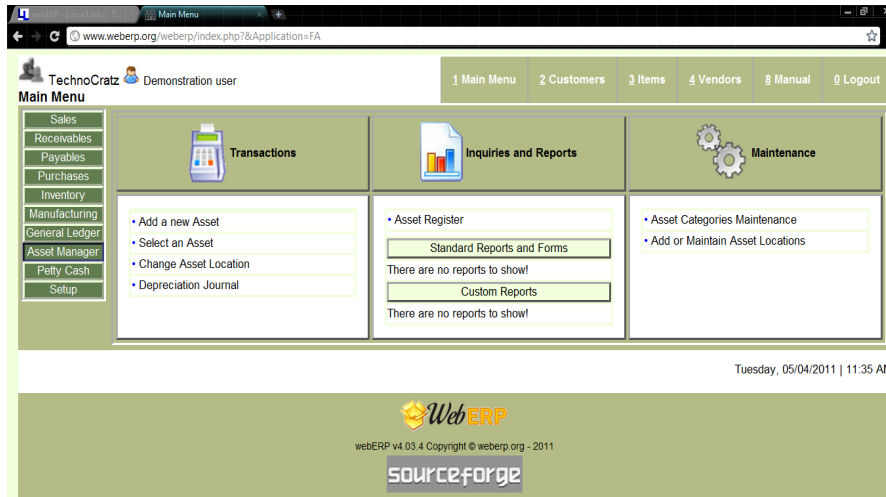 webERP - Linux Links - T...
Main Menu
www.weberp.org/weberp/index.php?&Application=FA
TechnoCratz Demonstration user
1 Main Menu 2 Customers 3 Items 4 Vendors 8 Manual 0 Logout
Main Menu
Sales
Receivables
Payables
Purchases
Inventory
Manufacturing
General Ledger
Asset Manager
Petty Cash
Setup
Transactions
• Add a new Asset
• Select an Asset
• Change Asset Location
• Depreciation Journal
Inquiries and Reports
• Asset Register
Standard Reports and Forms
There are no reports to show!
Custom Reports
There are no reports to show!
Maintenance
• Asset Categories Maintenance
• Add or Maintain Asset Locations
Tuesday, 05/04/2011 | 11:35 A
Web ERP
webERP v4.03.4 Copyright © weberp.org - 2011
sourceforge